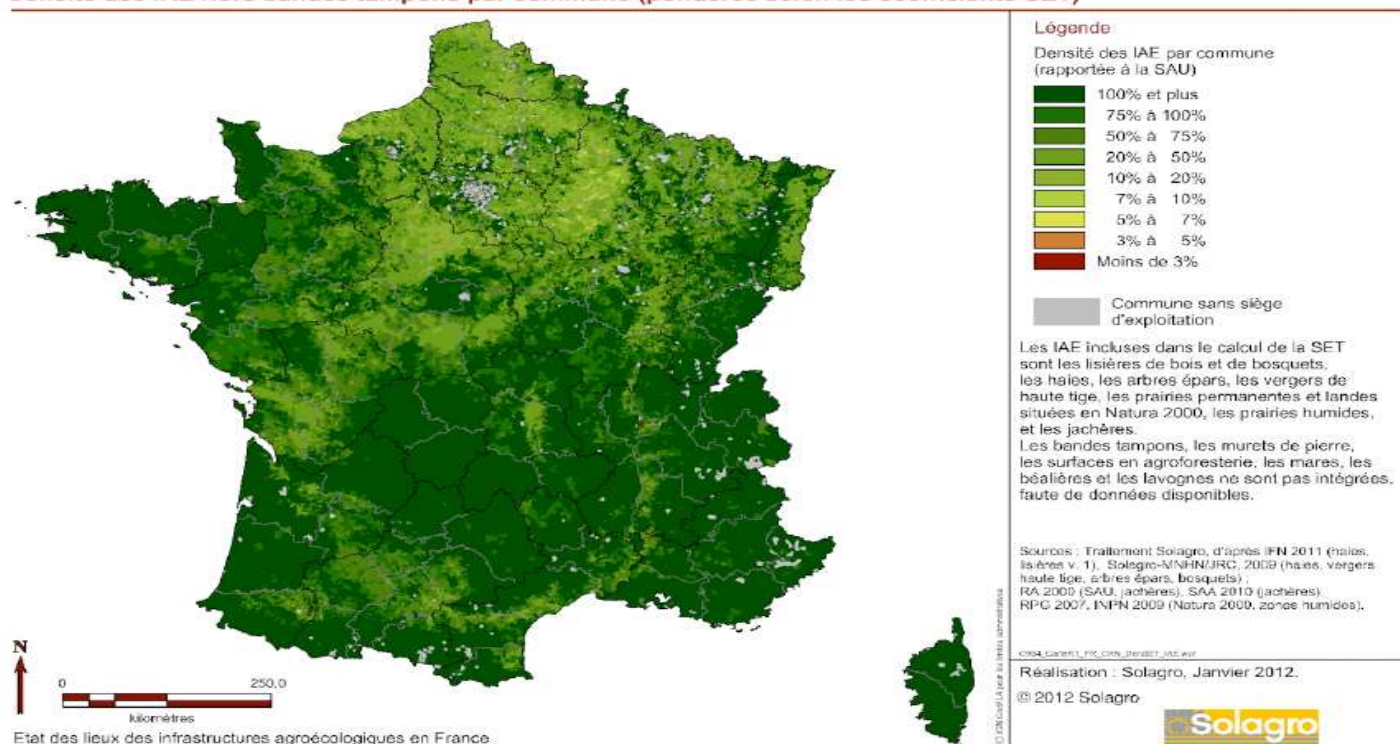 Légende
Densité des IAE par commune
(rapportée à la SAU)
100% et plus
75% à 100%
50% à 75%
20% à 50%
10% à 20%
7% à 10%
5% à 7%
3% à 5%
Moins de 3%
Commune sans siège
d'exploitation
Les IAE incluses dans le calcul de la SET
sont les lisières de bois et de bosquets,
les haies, les arbres épars, les vergers de
haute tige, les prairies permanentes et landes
situées en Natura 2000, les prairies humides,
et les jachères.
Les bandes tampons, les murets de pierre,
les surfaces en agroforesterie, les mares, les
béalières et les lavognes ne sont pas intégrées,
faute de données disponibles.
Sources : Traitement Solagro, d'après IFN 2011 (haies,
lisières v. 1), Solagro-MNHN/JRC, 2009 (haies, vergers
haute tige, arbres épars, bosquets) ;
RA 2000 (SAU, jachères), SAA 2010 (jachères)
RPG 2007, INPN 2009 (Natura 2000, zones humides).
Réalisation : Solagro, Janvier 2012.
© 2012 Solagro
Solagro
N
0 250,0
kilomètres
Etat des lieux des infrastructures agroécologiques en France